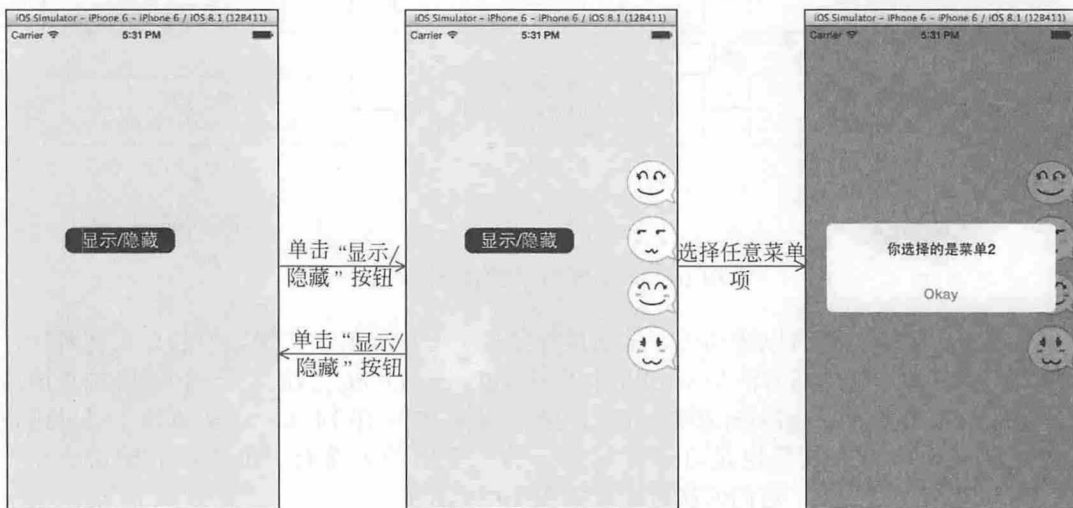 iOS Simulator - iPhone 6 - iPhone 6 / iOS 8.1 (12B411)
Carrier
5:31 PM
显示/隐藏
单击“显示/
隐藏”按钮
单击“显示/
隐藏”按钮
iOS Simulator - iPhone 6 - iPhone 6 / iOS 8.1 (12B411)
Carrier
5:31 PM
显示/隐藏
选择任意菜单
项
iOS Simulator - iPhone 6 - iPhone 6 / iOS 8.1 (12B411)
Carrier
5:31 PM
你选择的是菜单2
Okay